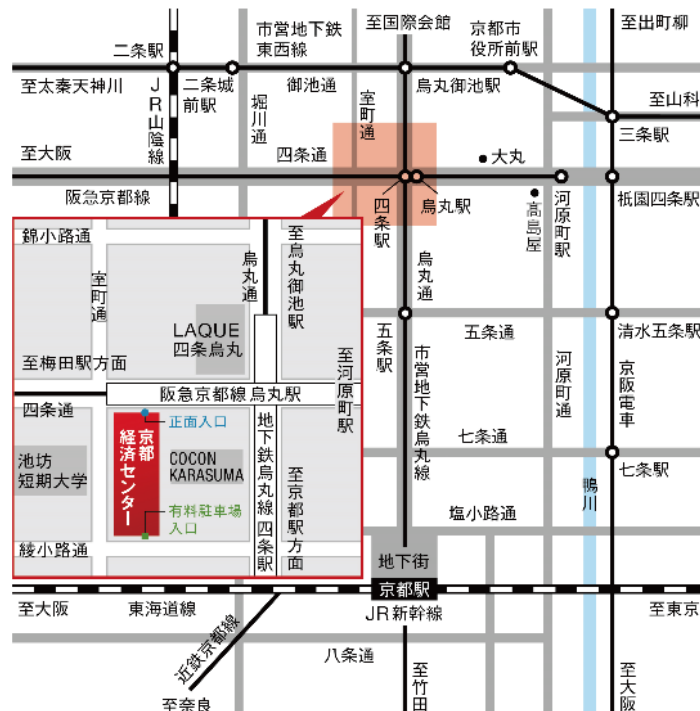 市営地下鉄
東西線
至国際会館
京都市
役所前駅
至出町柳
二条駅
至太秦天神川
二条城
前駅
御池通
烏丸御池駅
至山科
三条駅
JR山陰線
堀川通
室町通
至大阪
四条通
大丸
阪急京都線
四条駅
烏丸駅
高島屋
河原町駅
祇園四条駅
錦小路通
室町通
烏丸通
至烏丸御池駅
LAQUE
四条烏丸
至梅田駅方面
至河原町駅
阪急京都線 烏丸駅
四条通
正面入口
京都
経済センター
池坊
短期大学
COCON
KARASUMA
地下鉄烏丸線 四条駅
至京都駅方面
有料駐車場
入口
綾小路通
烏丸通
五条駅
五条通
清水五条駅
市営地下鉄烏丸線
河原町通
京阪電車
七条通
七条駅
鴨川
塩小路通
地下街
京都駅
至大阪
東海道線
JR新幹線
至東京
近鉄京都線
八条通
至奈良
至竹田
至大阪